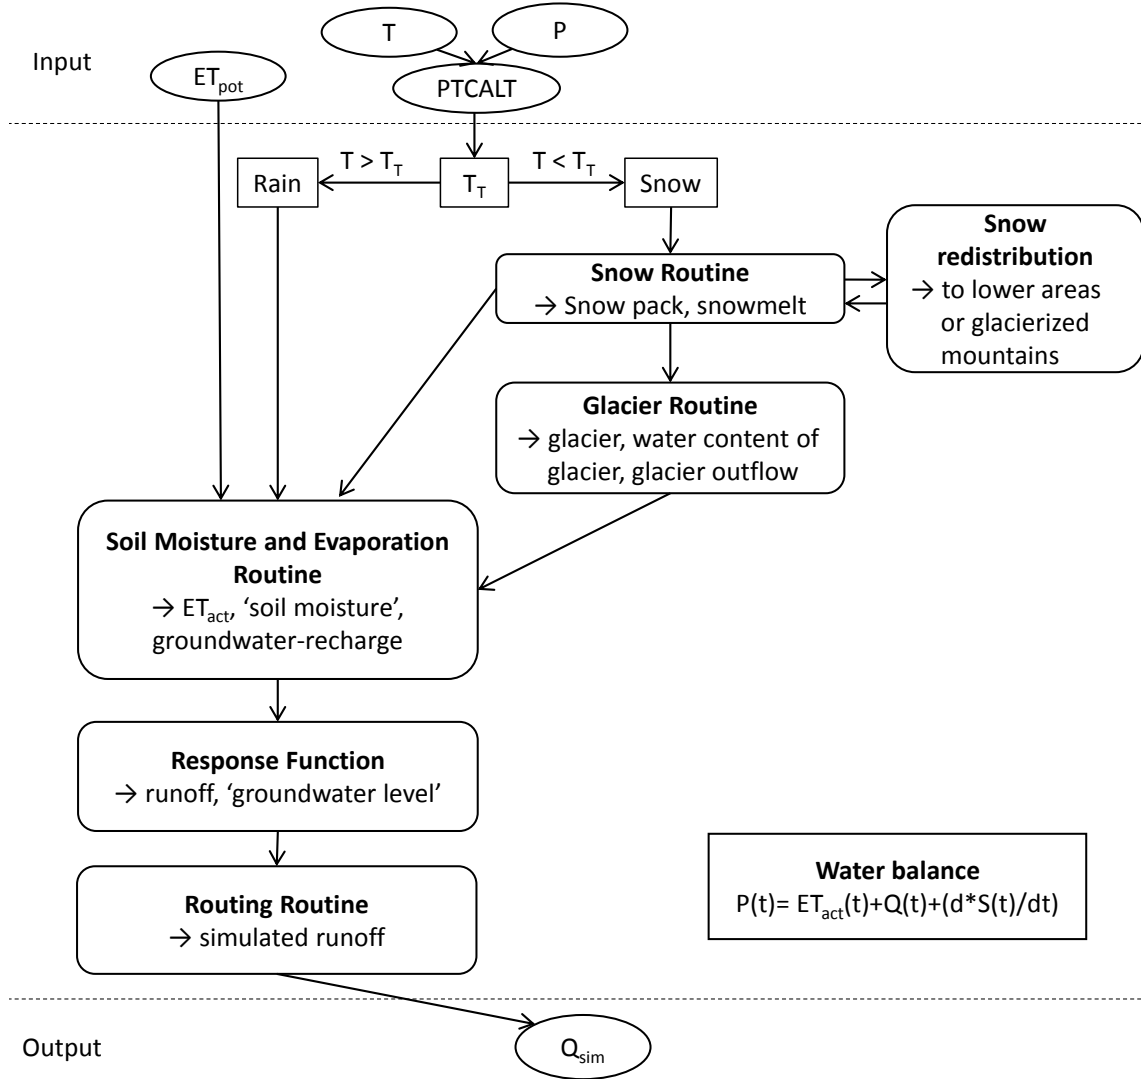 Input
T
P
ET_pot
PTCALT
T > T_T
T < T_T
Rain
T_T
Snow
Snow
redistribution
→ to lower areas
or glacierized
mountains
Snow Routine
→ Snow pack, snowmelt
Glacier Routine
→ glacier, water content of
glacier, glacier outflow
Soil Moisture and Evaporation
Routine
→ ET_act, ‘soil moisture’,
groundwater-recharge
Response Function
→ runoff, ‘groundwater level’
Routing Routine
→ simulated runoff
Water balance
P(t)= ET_act(t)+Q(t)+(d*S(t)/dt)
Output
Q_sim